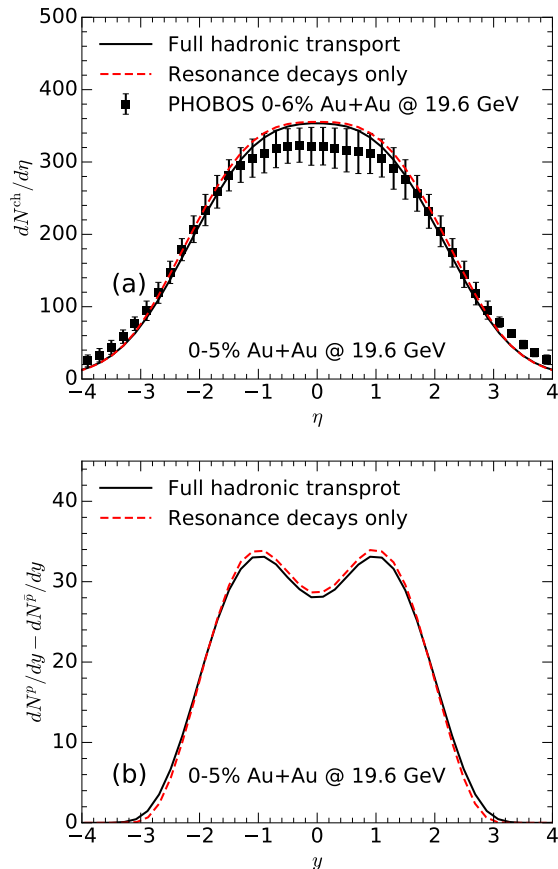 500
400
300
200
100
0
dN^ch/dη
Full hadronic transport
Resonance decays only
PHOBOS 0-6% Au+Au @ 19.6 GeV
(a)
0-5% Au+Au @ 19.6 GeV
−4 −3 −2 −1 0 1 2 3 4
η
40
30
20
10
0
dN^p/dy − dN^p̄/dy
Full hadronic transprot
Resonance decays only
(b)
0-5% Au+Au @ 19.6 GeV
−4 −3 −2 −1 0 1 2 3 4
y